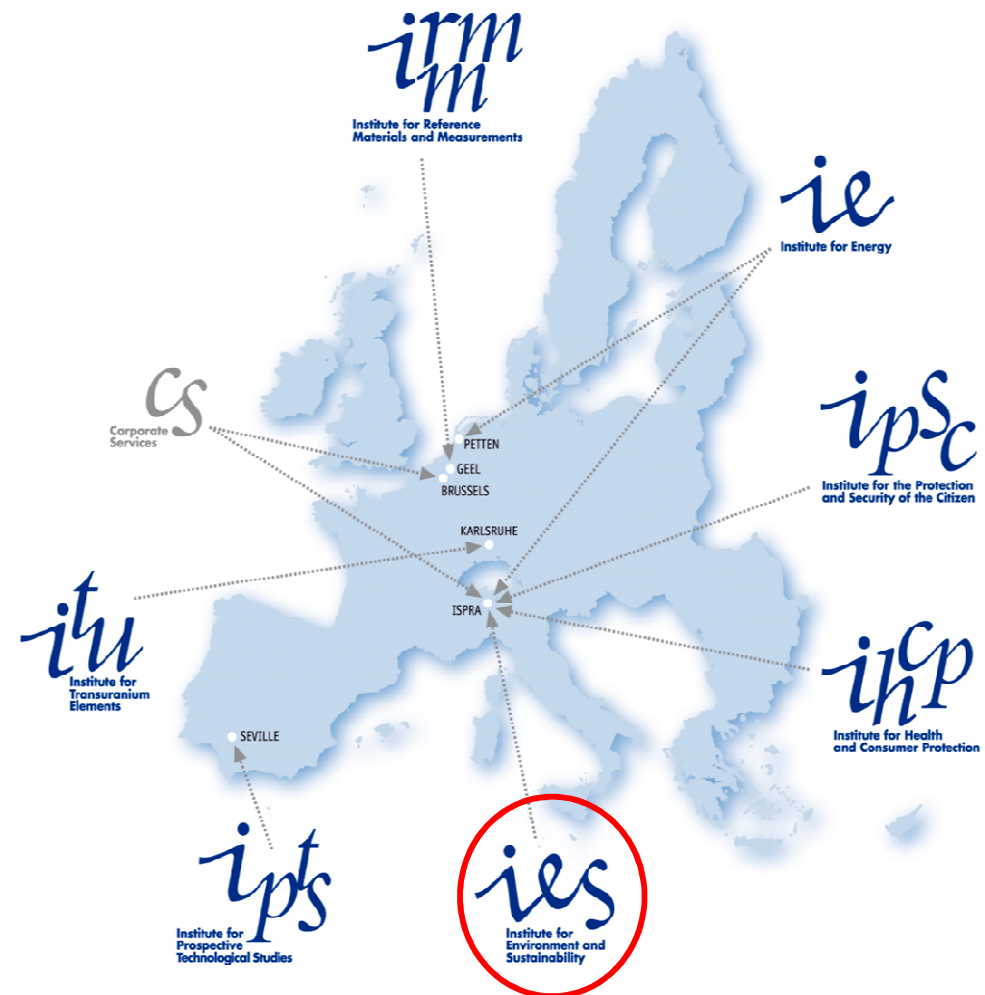 irmm
Institute for Reference
Materials and Measurements
ie
Institute for Energy
cs
Corporate
Services
ipsc
Institute for the Protection
and Security of the Citizen
PETTEN
GEEL
BRUSSELS
KARLSRUHE
ISPRA
itu
Institute for
Transuranium
Elements
ihcp
Institute for Health
and Consumer Protection
SEVILLE
ipts
Institute for
Prospective
Technological Studies
ies
Institute for
Environment and
Sustainability